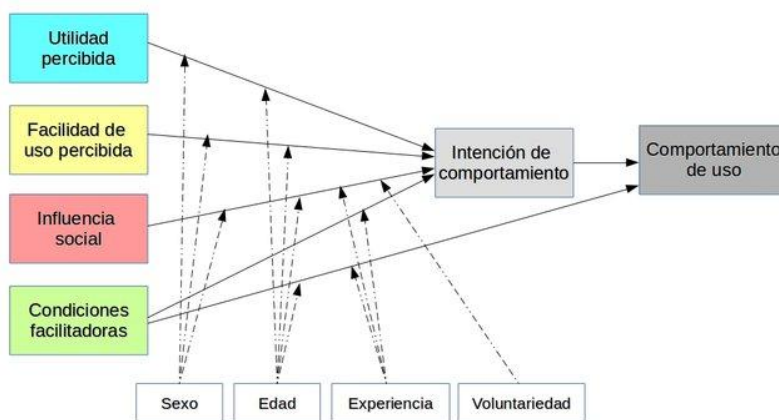 Utilidad
percibida
Facilidad de
uso percibida
Influencia
social
Condiciones
facilitadoras
Intención de
comportamiento
Comportamiento
de uso
Sexo
Edad
Experiencia
Voluntariedad